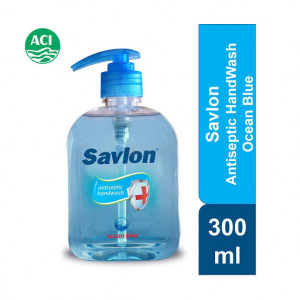 ACI
Savlon
antiseptic
handwash
Savlon
Antiseptic HandWash
Ocean Blue
300
ml